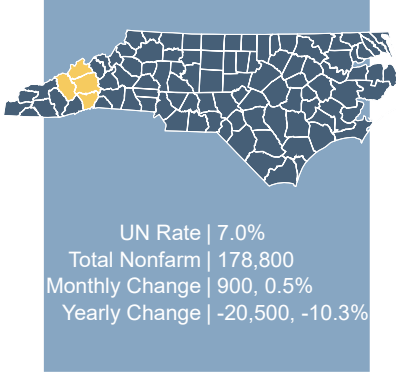 UN Rate | 7.0%
Total Nonfarm | 178,800
Monthly Change | 900, 0.5%
Yearly Change | -20,500, -10.3%